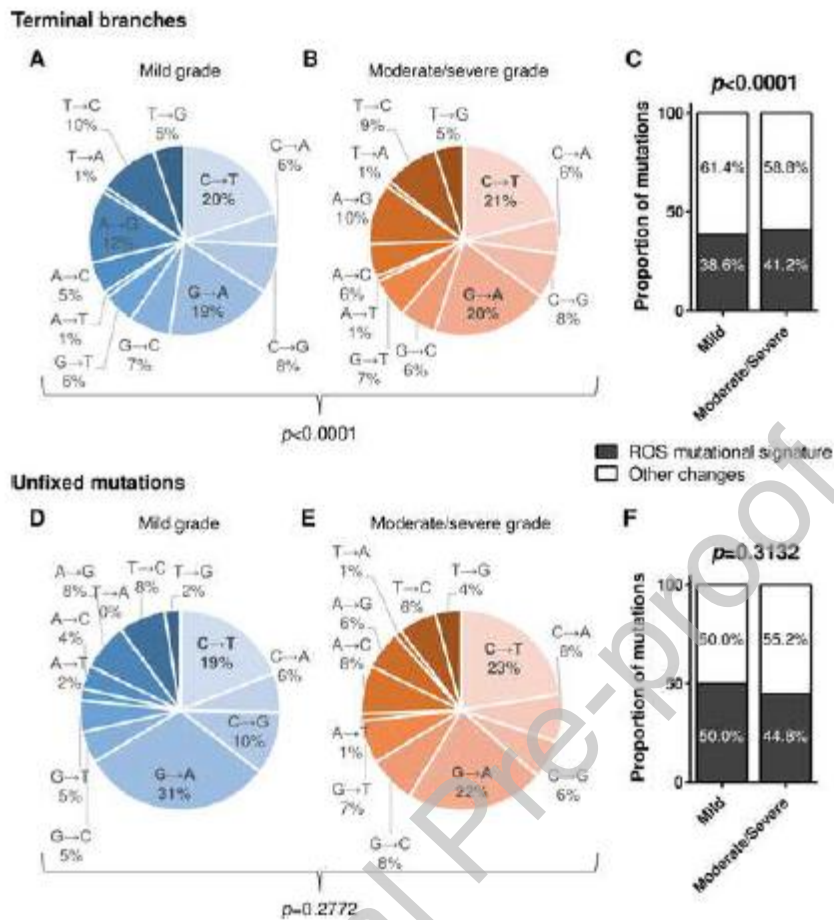 Terminal branches
A
Mild grade
T→C
10%
T→G
5%
C→A
6%
T→A
1%
C→T
20%
A→G
12%
A→C
5%
A→T
1%
G→T
6%
G→C
7%
G→A
19%
C→G
8%
B
Moderate/severe grade
T→C
9%
T→G
5%
T→A
1%
C→A
6%
C→T
21%
A→G
10%
A→C
6%
A→T
1%
G→T
7%
G→C
6%
G→A
20%
C→G
8%
p<0.0001
C
p<0.0001
Proportion of mutations
100
50
0
61.4%
58.8%
38.6%
41.2%
Mild
Moderate/Severe
ROS mutational signature
Other changes
Unfixed mutations
D
Mild grade
A→G
8%
T→A
0%
T→C
8%
T→G
2%
A→C
4%
A→T
2%
C→T
19%
C→A
6%
C→G
10%
G→A
31%
G→T
5%
G→C
5%
E
Moderate/severe grade
T→A
1%
T→C
6%
T→G
4%
A→G
6%
A→C
8%
C→T
23%
C→A
8%
A→T
1%
G→T
7%
G→A
22%
C→G
6%
G→C
8%
p=0.2772
F
p=0.3132
Proportion of mutations
100
50
0
50.0%
55.2%
50.0%
44.8%
Mild
Moderate/Severe
Pre-proof